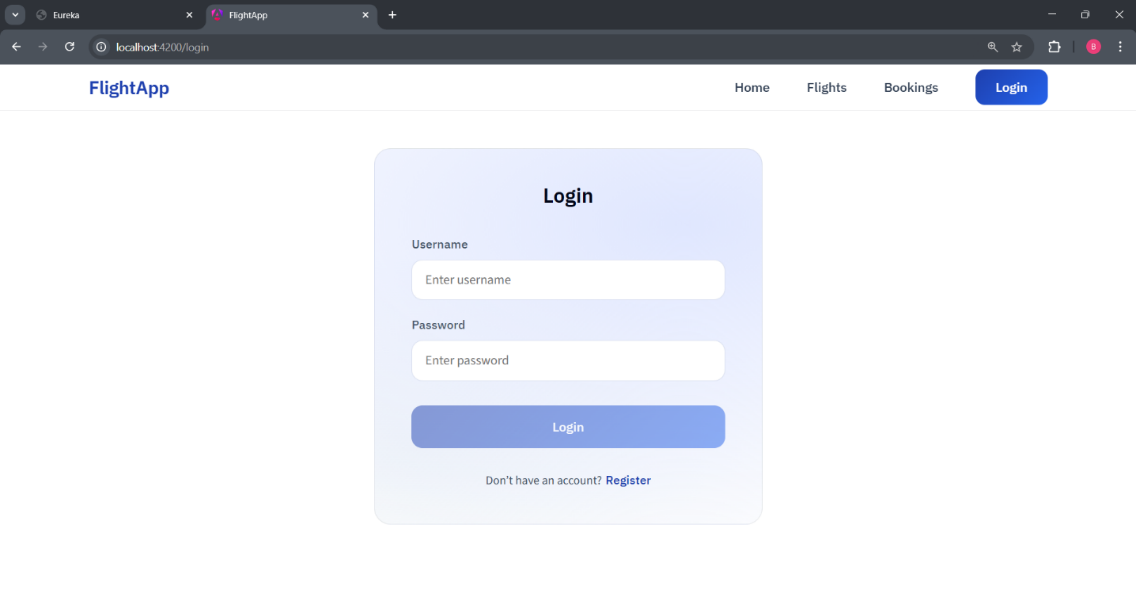 Eureka
FlightApp
localhost:4200/login
B
FlightApp
Home
Flights
Bookings
Login
Login
Username
Enter username
Password
Enter password
Login
Don't have an account? Register